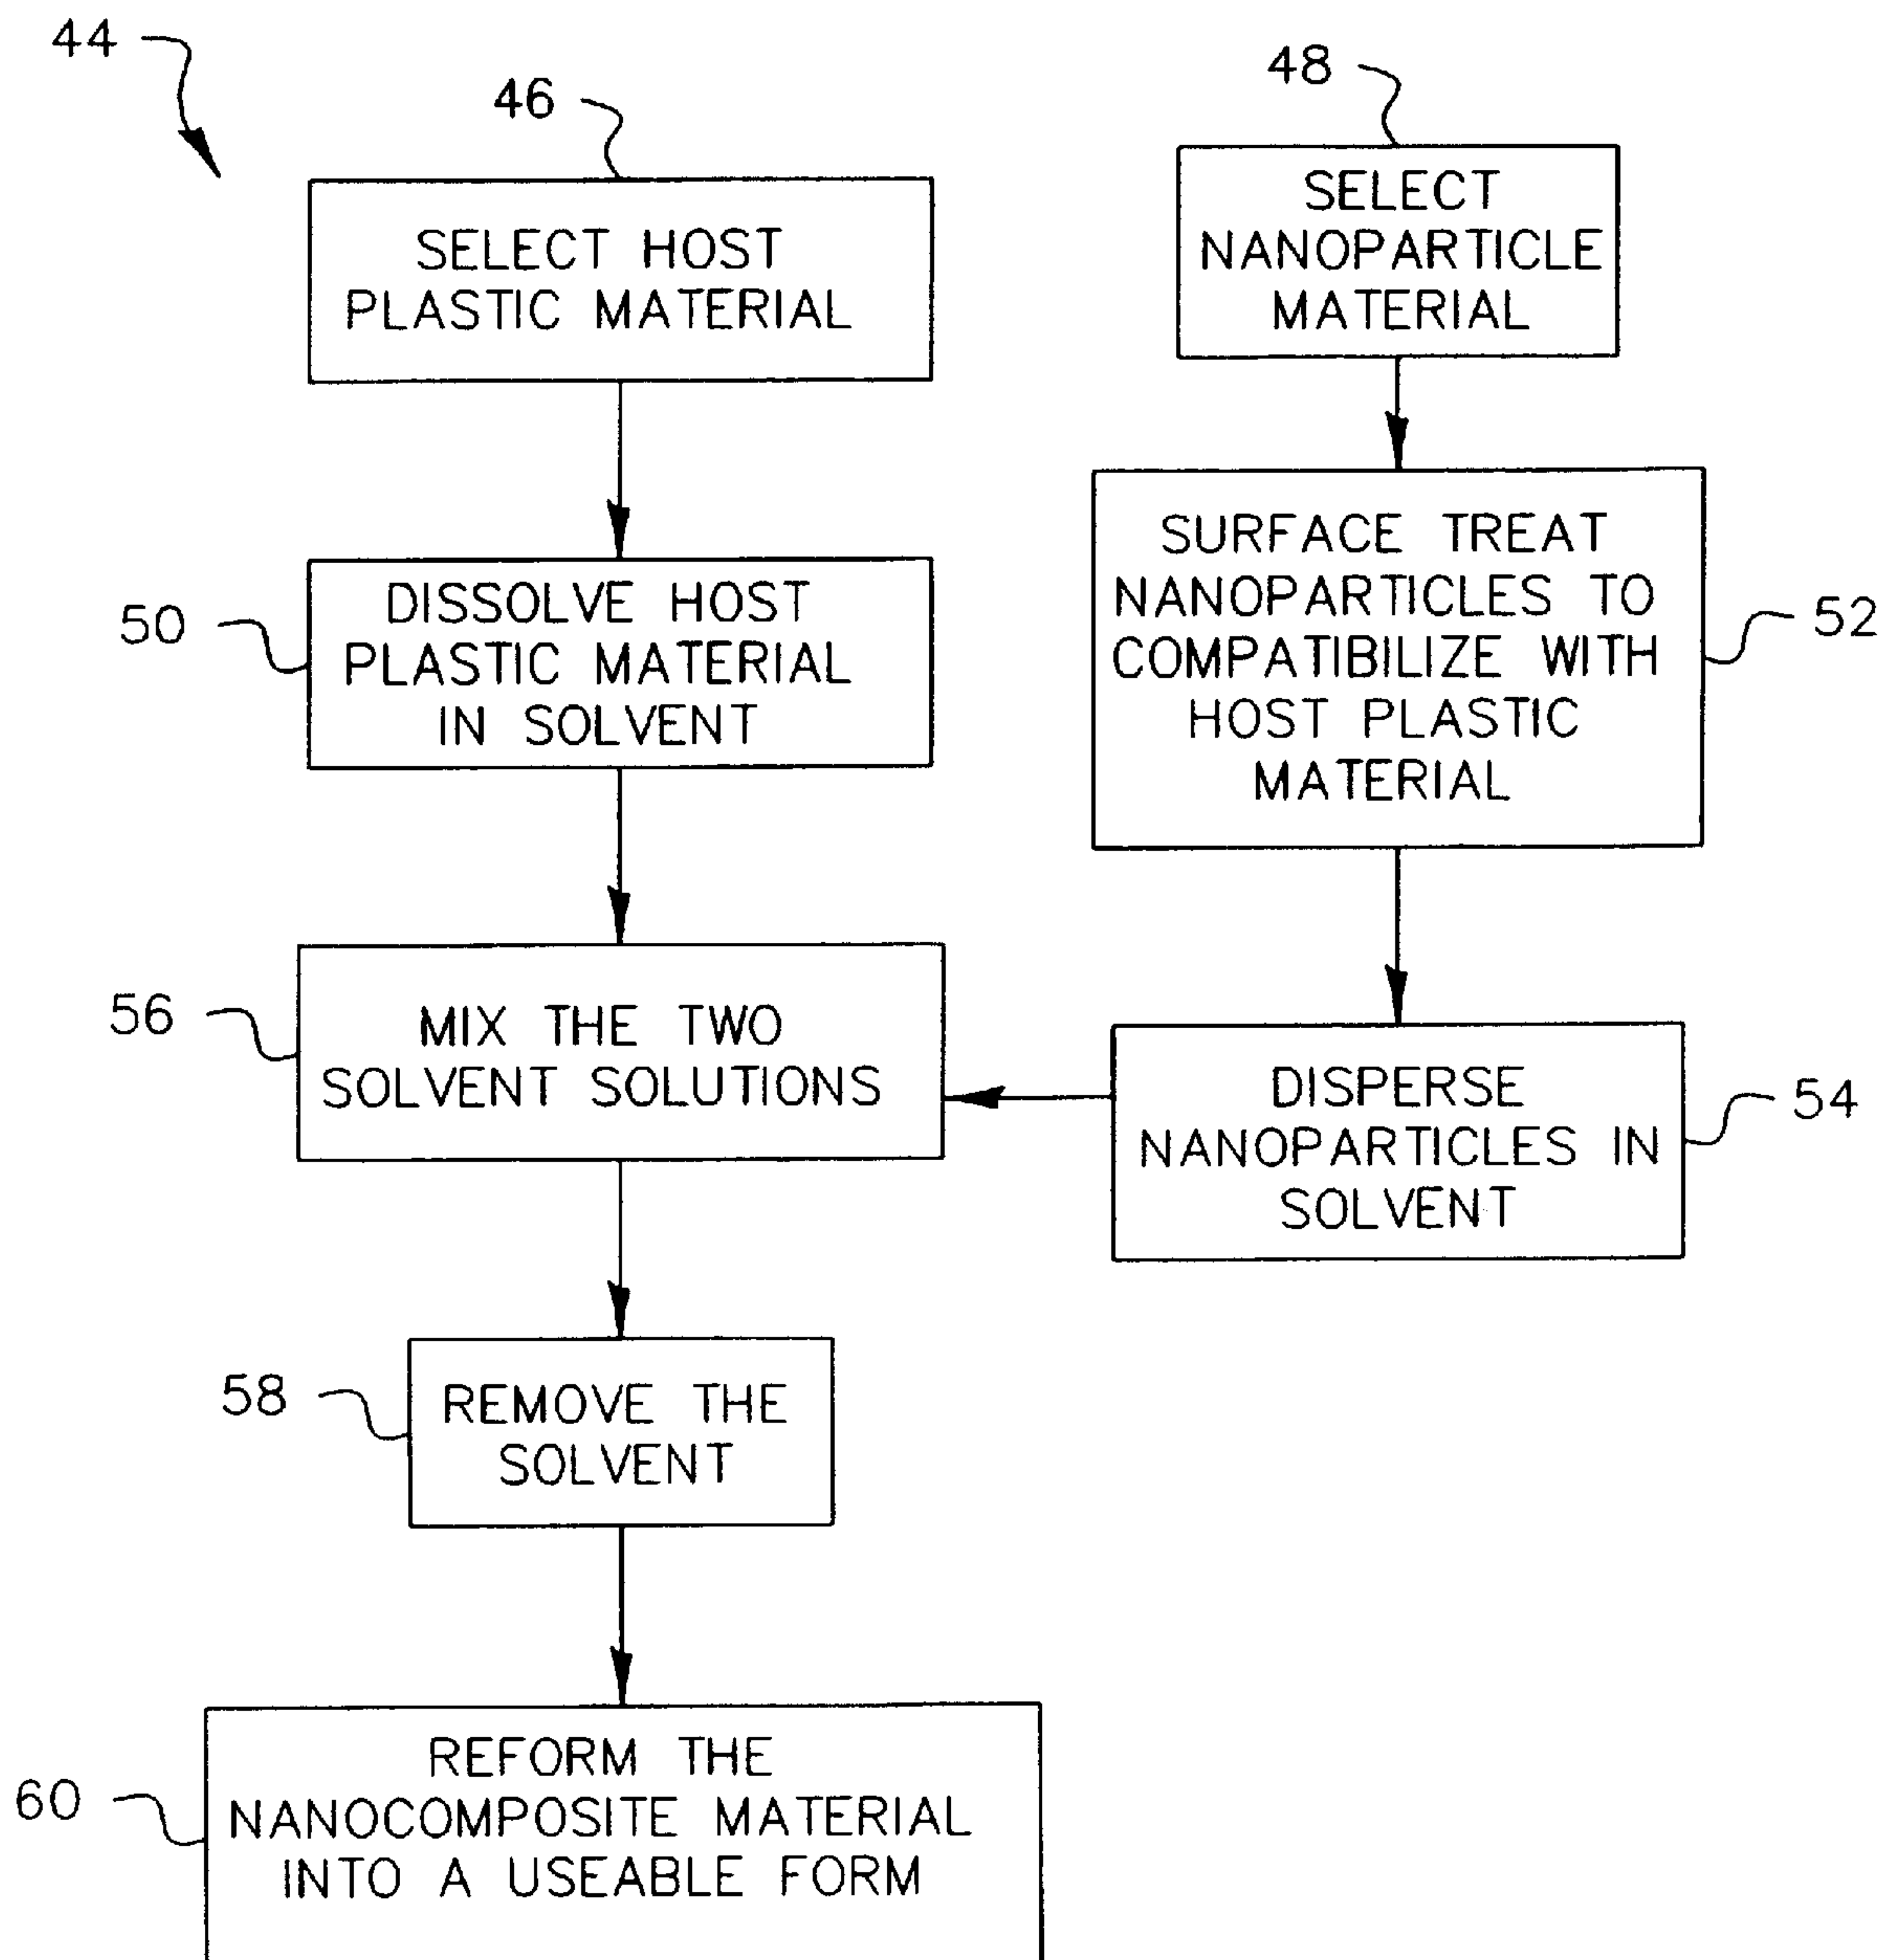 44
46
SELECT HOST
PLASTIC MATERIAL
48
SELECT
NANOPARTICLE
MATERIAL
50
DISSOLVE HOST
PLASTIC MATERIAL
IN SOLVENT
SURFACE TREAT
NANOPARTICLES TO
COMPATIBILIZE WITH
HOST PLASTIC
MATERIAL
52
56
MIX THE TWO
SOLVENT SOLUTIONS
DISPERSE
NANOPARTICLES IN
SOLVENT
54
58
REMOVE THE
SOLVENT
60
REFORM THE
NANOCOMPOSITE MATERIAL
INTO A USEABLE FORM